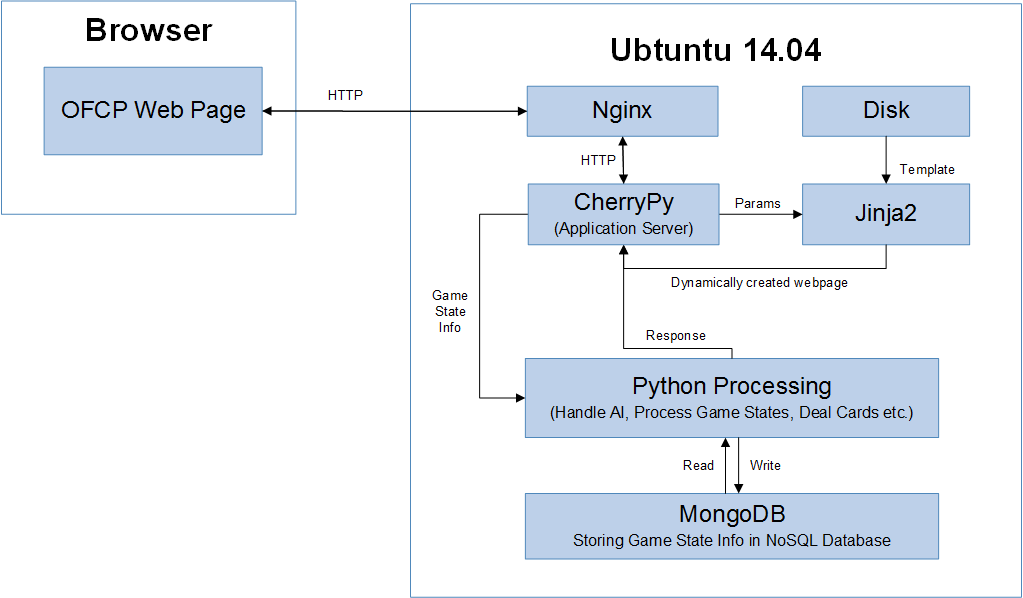 Browser
OFCP Web Page
HTTP
Ubtuntu 14.04
Nginx
Disk
HTTP
Template
CherryPy
(Application Server)
Params
Jinja2
Dynamically created webpage
Game
State
Info
Response
Python Processing
(Handle AI, Process Game States, Deal Cards etc.)
Read
Write
MongoDB
Storing Game State Info in NoSQL Database